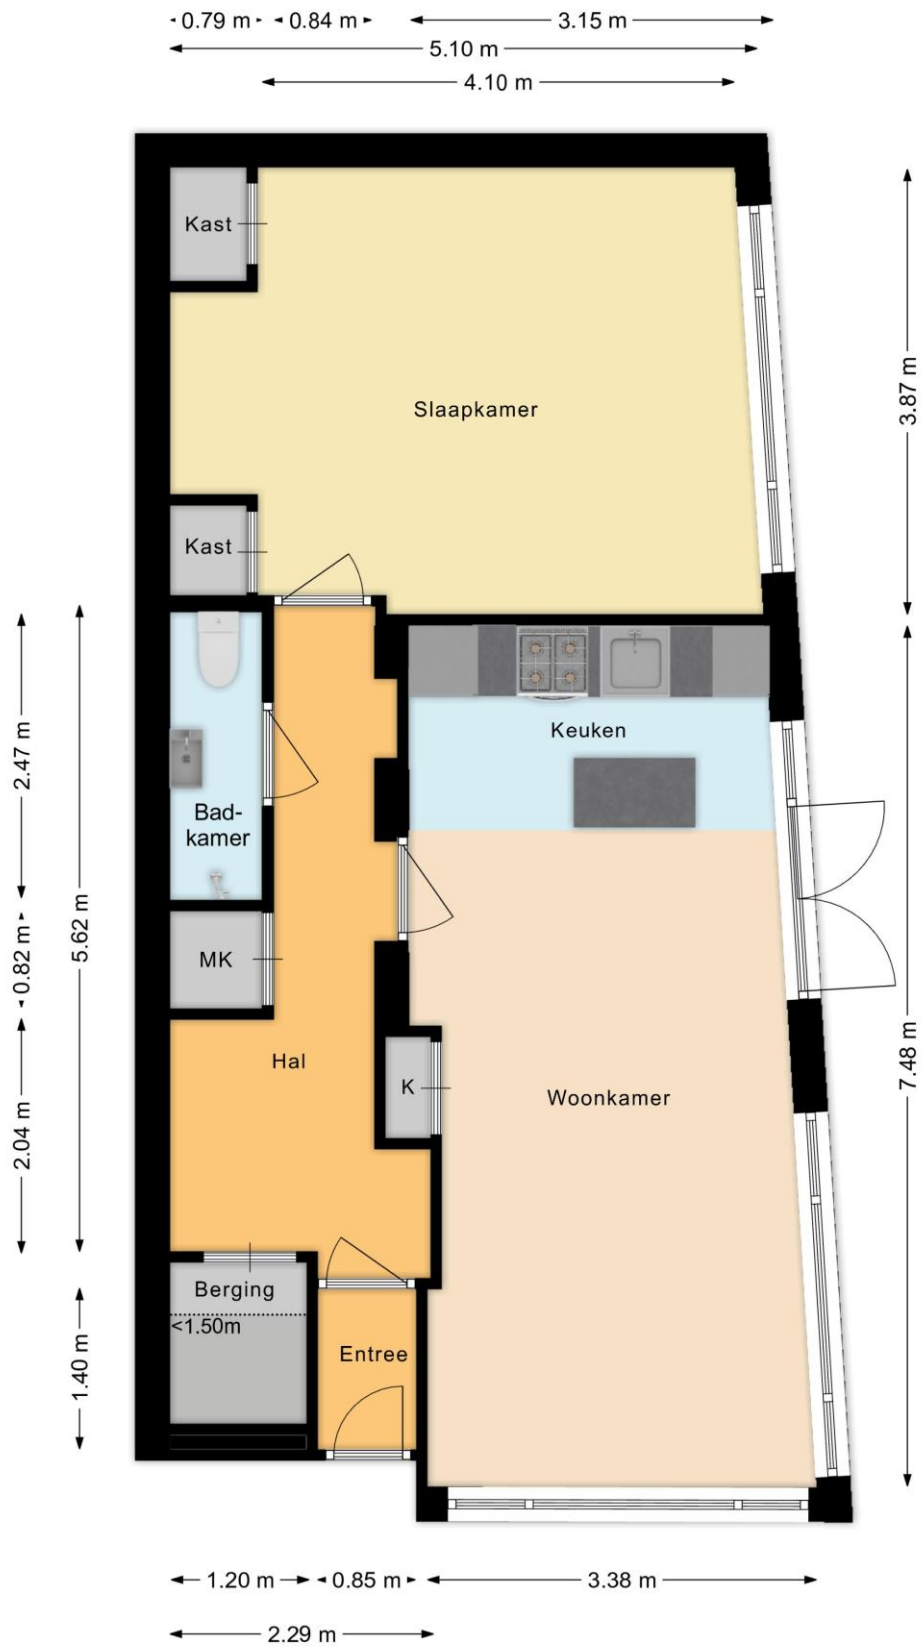 0.79 m
0.84 m
3.15 m
5.10 m
4.10 m
Kast
3.87 m
Slaapkamer
Kast
2.47 m
Keuken
Bad-
kamer
5.62 m
0.82 m
MK
7.48 m
Hal
K
Woonkamer
2.04 m
Berging
<1.50m
Entree
1.40 m
1.20 m
0.85 m
3.38 m
2.29 m